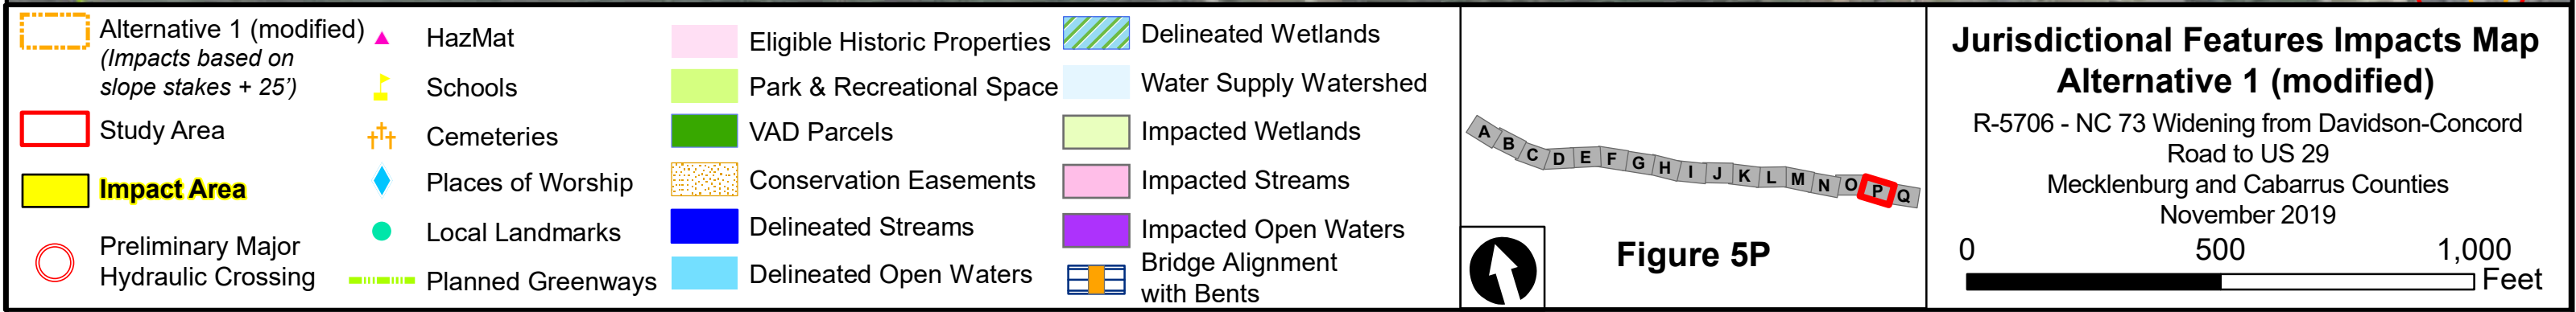 Alternative 1 (modified)
(Impacts based on
slope stakes + 25')
Study Area
Impact Area
Preliminary Major
Hydraulic Crossing
HazMat
Schools
Cemeteries
Places of Worship
Local Landmarks
Planned Greenways
Eligible Historic Properties
Park & Recreational Space
VAD Parcels
Conservation Easements
Delineated Streams
Delineated Open Waters
Delineated Wetlands
Water Supply Watershed
Impacted Wetlands
Impacted Streams
Impacted Open Waters
Bridge Alignment
with Bents
A B C D E F G H I J K L M N O P Q
Figure 5P
Jurisdictional Features Impacts Map
Alternative 1 (modified)
R-5706 - NC 73 Widening from Davidson-Concord
Road to US 29
Mecklenburg and Cabarrus Counties
November 2019
0 500 1,000
Feet